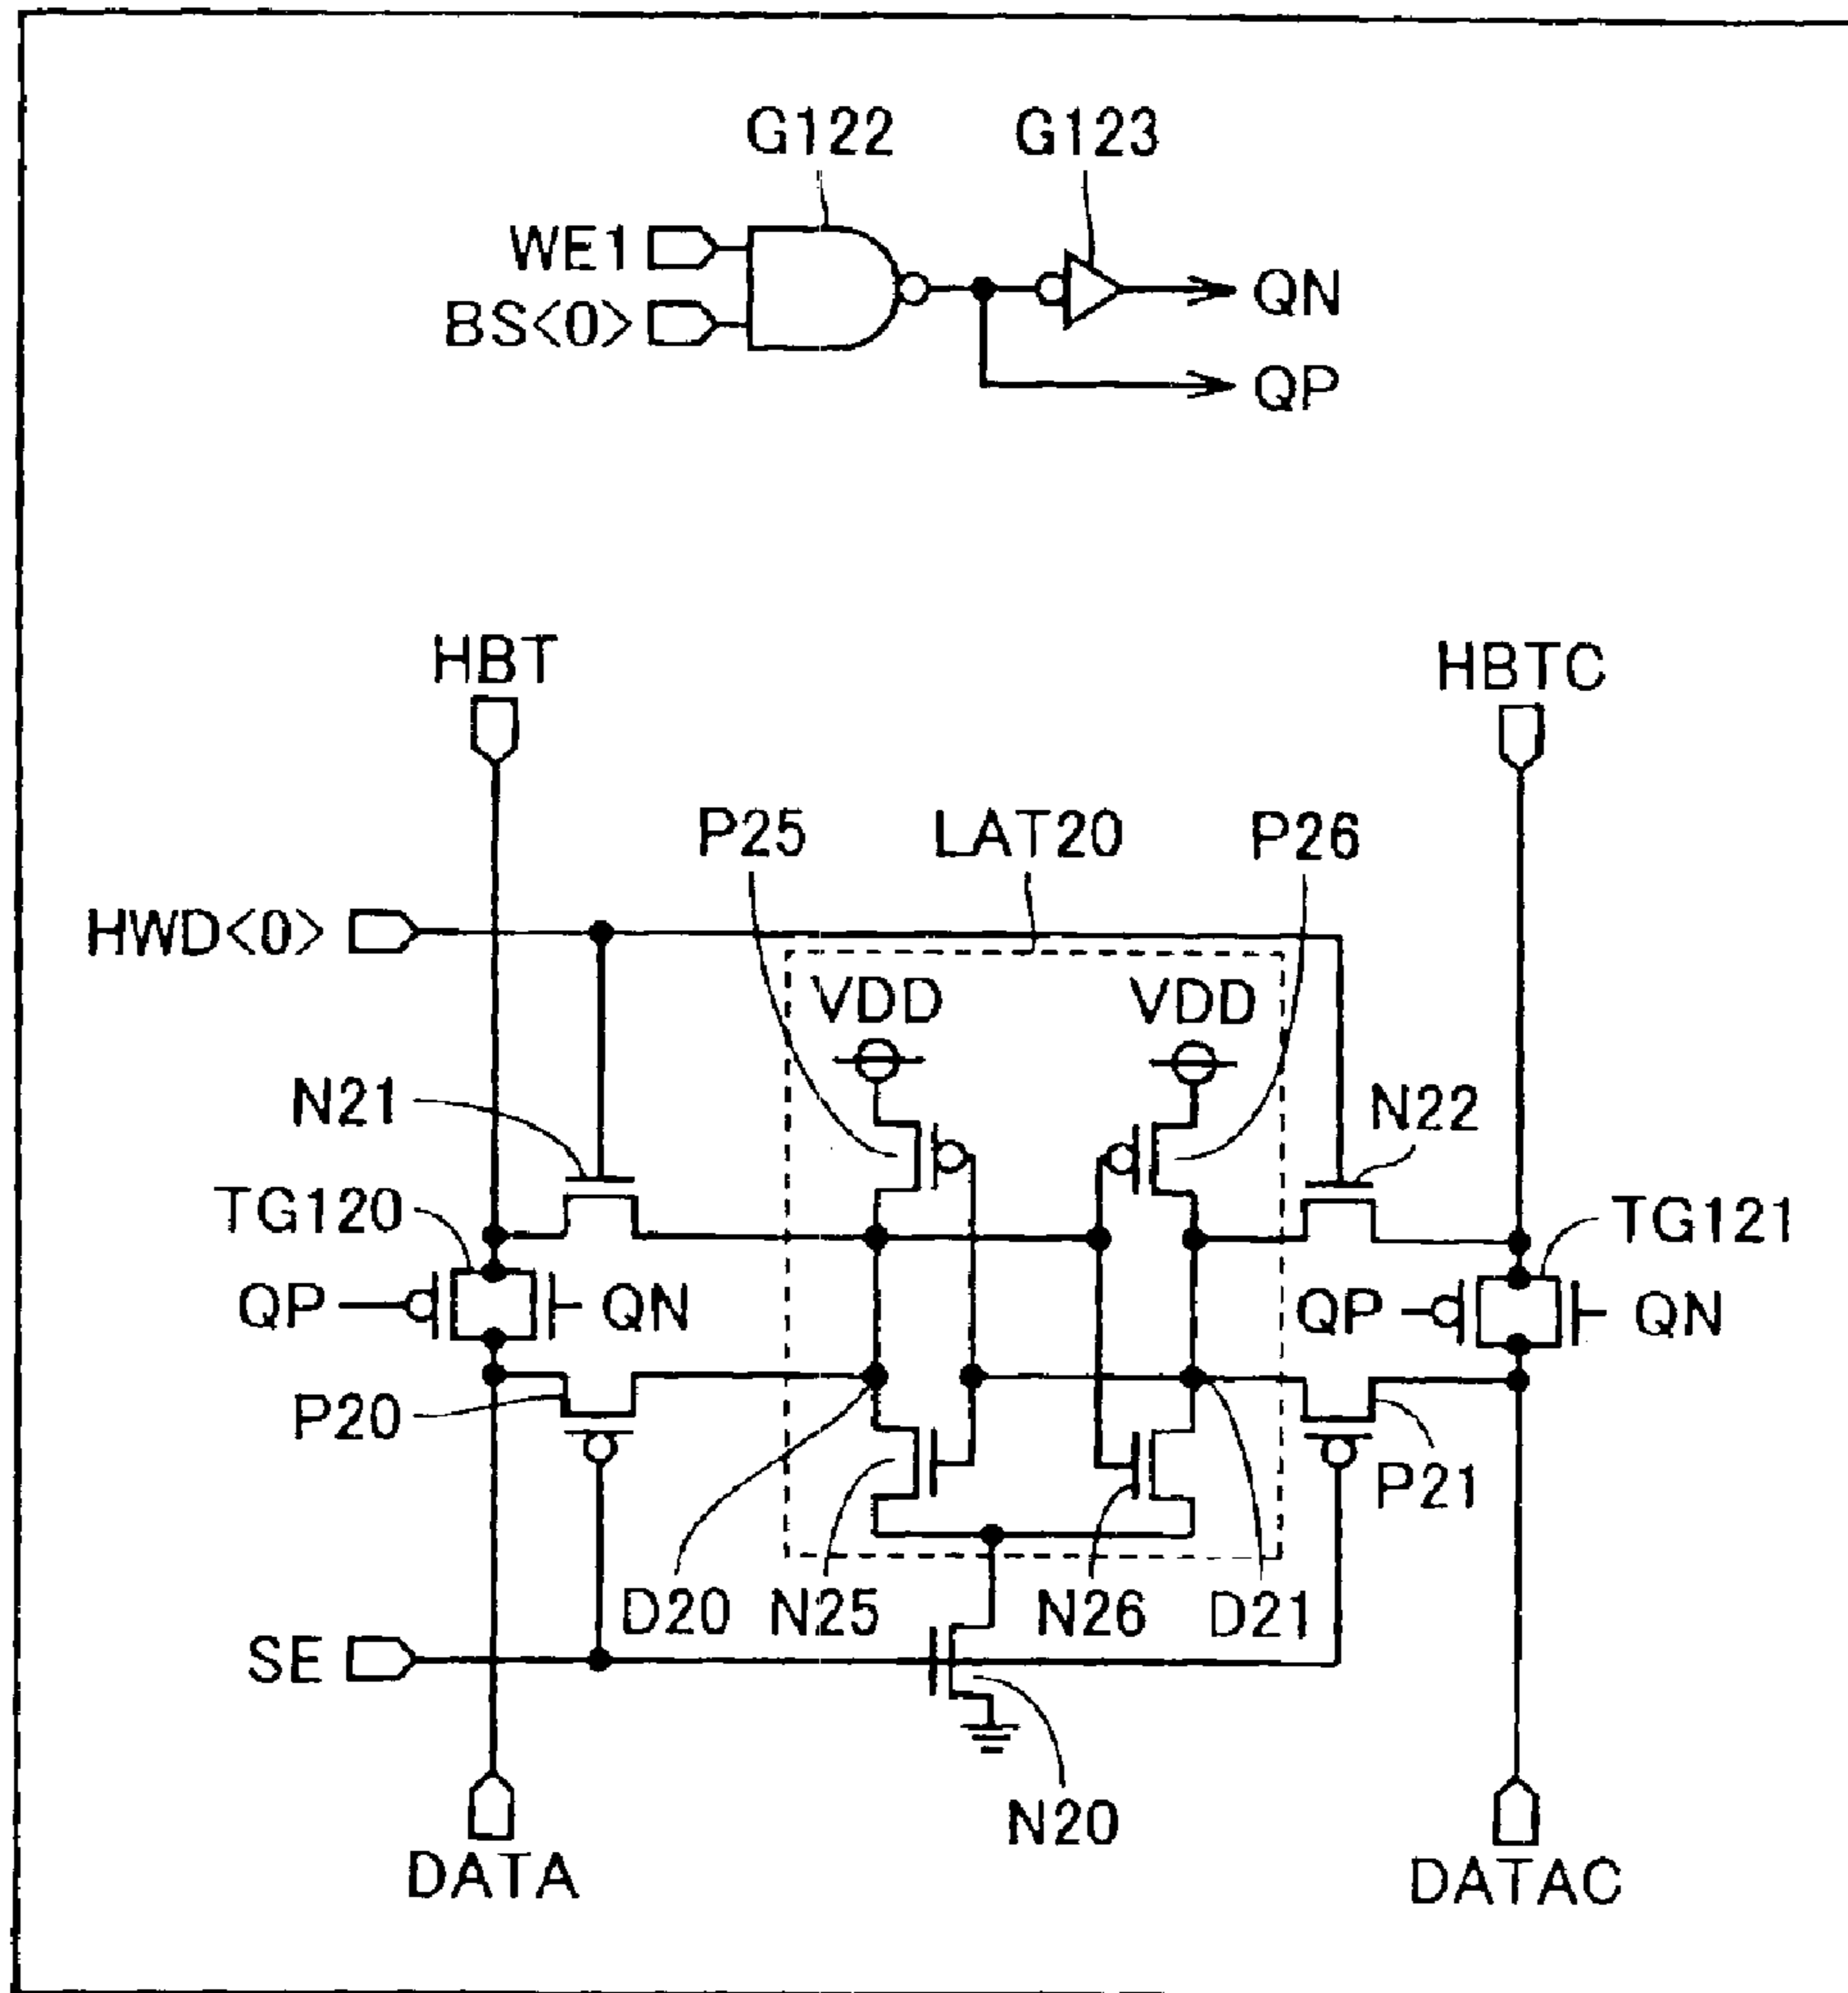 G122 G123
WE1
BS<0>
QN
QP
HBT
HBTC
P25 LAT20 P26
HWD<0>
VDD VDD
N21
N22
TG120
TG121
QP QN
QP QN
P20
P21
D20 N25 N26 D21
SE
N20
DATA
DATAC